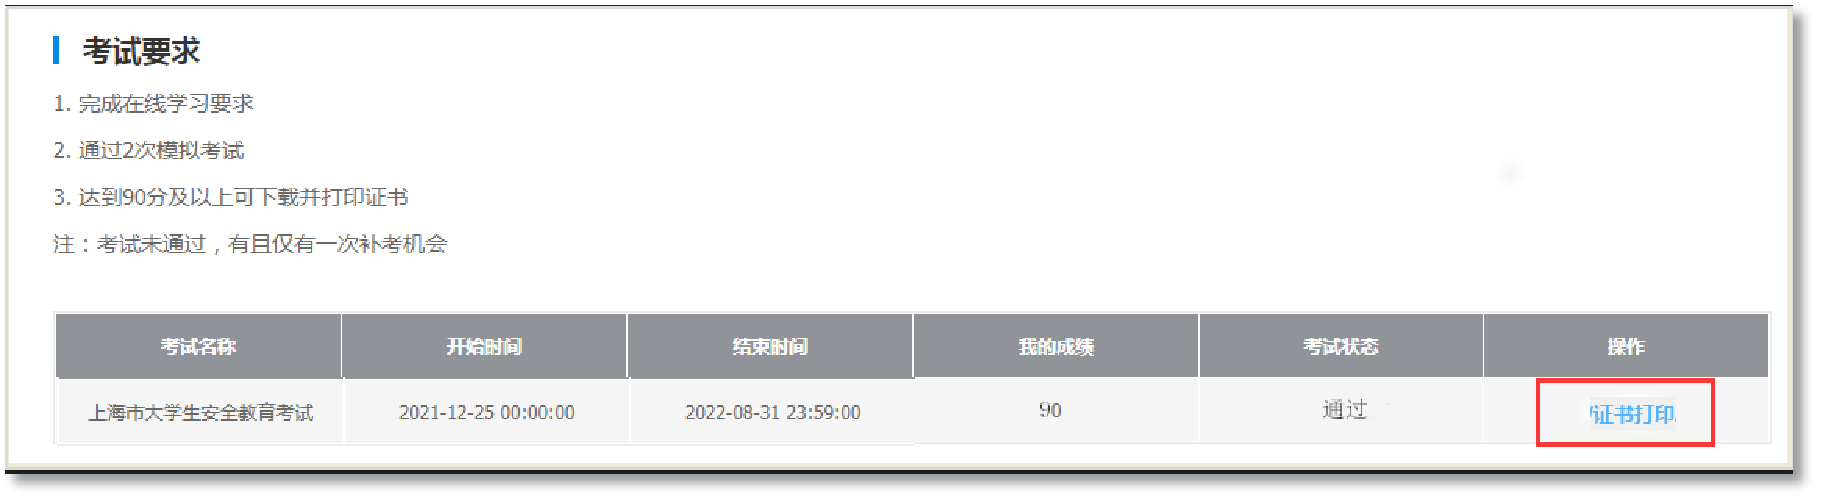 考试要求
1. 完成在线学习要求
2. 通过2次模拟考试
3. 达到90分及以上可下载并打印证书
注：考试未通过，有且仅有一次补考机会
考试名称 开始时间 结束时间 我的成绩 考试状态 操作
上海市大学生安全教育考试 2021-12-25 00:00:00 2022-08-31 23:59:00 90 通过 证书打印